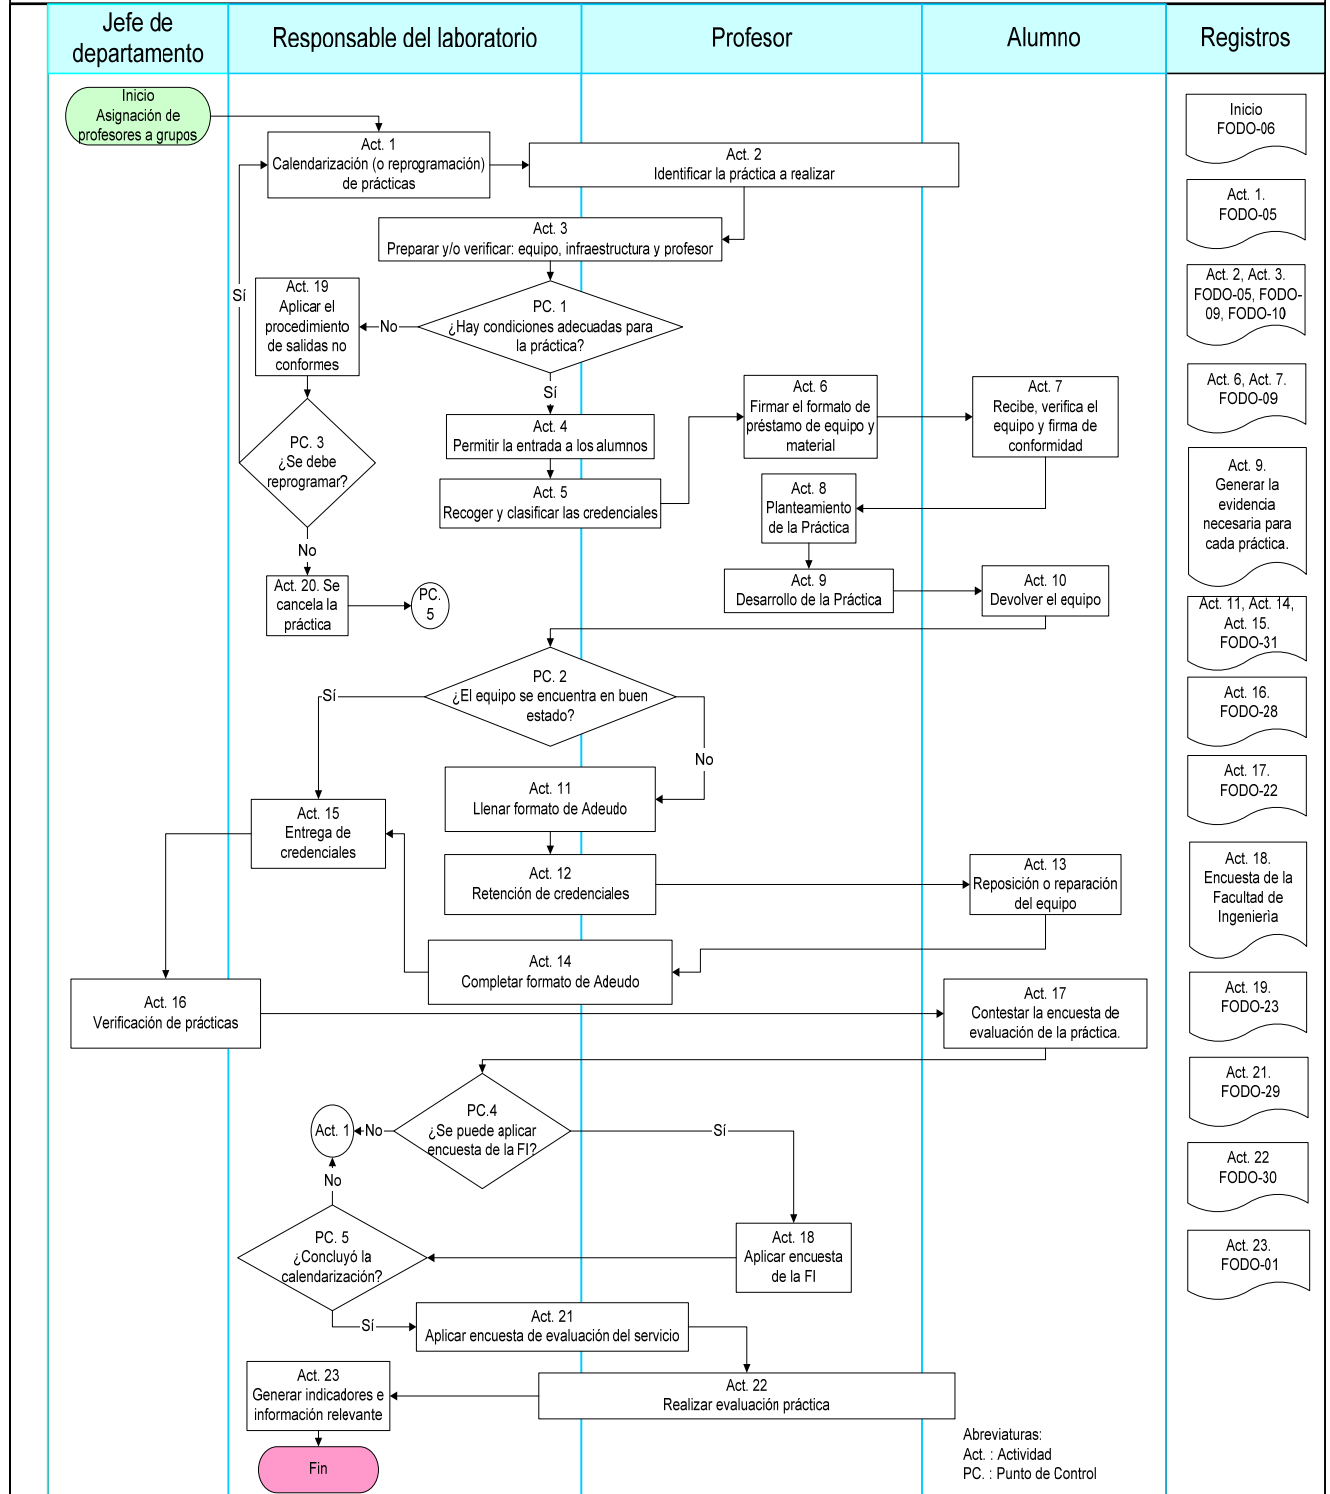 Jefe de
departamento
Responsable del laboratorio
Profesor
Alumno
Registros
Inicio
Asignación de
profesores a grupos
Act. 1
Calendarización (o reprogramación)
de prácticas
Act. 2
Identificar la práctica a realizar
Act. 3
Preparar y/o verificar: equipo, infraestructura y profesor
Sí
Act. 19
Aplicar el
procedimiento
de salidas no
conformes
No
PC. 1
¿Hay condiciones adecuadas para
la práctica?
Sí
PC. 3
¿Se debe
reprogramar?
Act. 4
Permitir la entrada a los alumnos
Act. 5
Recoger y clasificar las credenciales
Act. 6
Firmar el formato de
préstamo de equipo y
material
Act. 7
Recibe, verifica el
equipo y firma de
conformidad
Act. 8
Planteamiento
de la Práctica
No
Act. 20. Se
cancela la
práctica
PC.
5
Act. 9
Desarrollo de la Práctica
Act. 10
Devolver el equipo
PC. 2
¿El equipo se encuentra en buen
estado?
Sí
No
Act. 11
Llenar formato de Adeudo
Act. 15
Entrega de
credenciales
Act. 12
Retención de credenciales
Act. 13
Reposición o reparación
del equipo
Act. 14
Completar formato de Adeudo
Act. 16
Verificación de prácticas
Act. 17
Contestar la encuesta de
evaluación de la práctica.
PC.4
¿Se puede aplicar
encuesta de la FI?
Act. 1
No
Sí
No
PC. 5
¿Concluyó la
calendarización?
Act. 18
Aplicar encuesta
de la FI
Sí
Act. 21
Aplicar encuesta de evaluación del servicio
Act. 22
Realizar evaluación práctica
Act. 23
Generar indicadores e
información relevante
Fin
Abreviaturas:
Act. : Actividad
PC. : Punto de Control
Inicio
FODO-06
Act. 1.
FODO-05
Act. 2, Act. 3.
FODO-05, FODO-
09, FODO-10
Act. 6, Act. 7.
FODO-09
Act. 9.
Generar la
evidencia
necesaria para
cada práctica.
Act. 11, Act. 14,
Act. 15.
FODO-31
Act. 16.
FODO-28
Act. 17.
FODO-22
Act. 18.
Encuesta de la
Facultad de
Ingeniería
Act. 19.
FODO-23
Act. 21.
FODO-29
Act. 22
FODO-30
Act. 23.
FODO-01